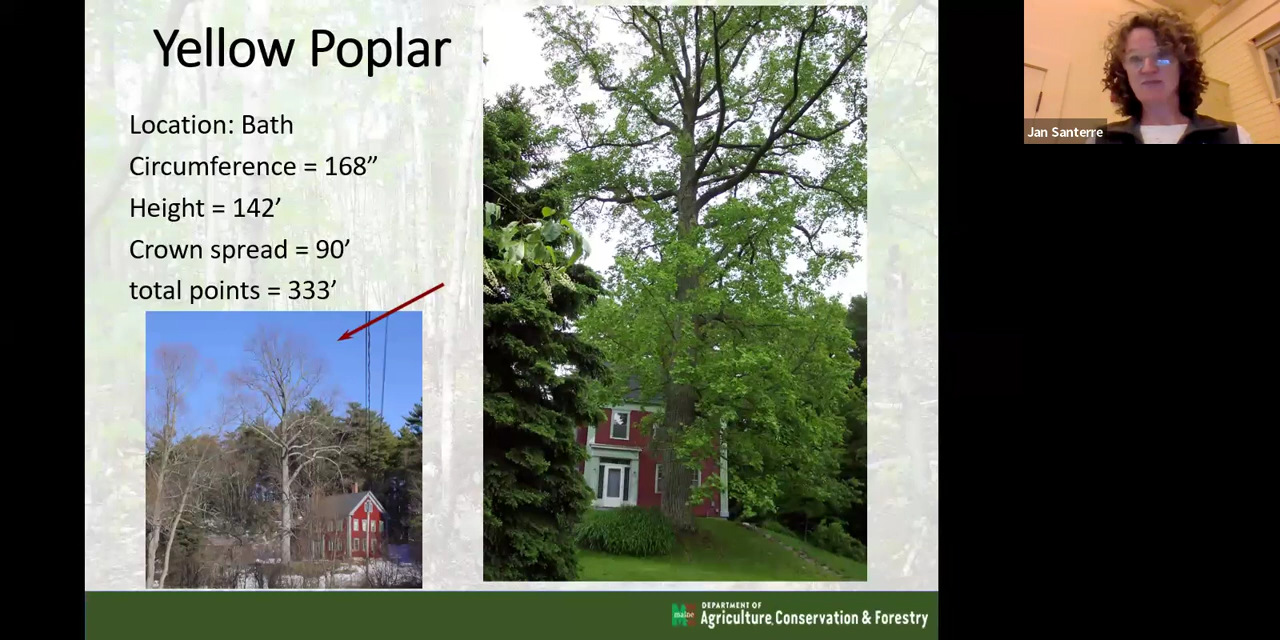 Yellow Poplar
Location: Bath
Circumference = 168”
Height = 142’
Crown spread = 90’
total points = 333’
Jan Santerre
maine
DEPARTMENT OF
Agriculture, Conservation & Forestry